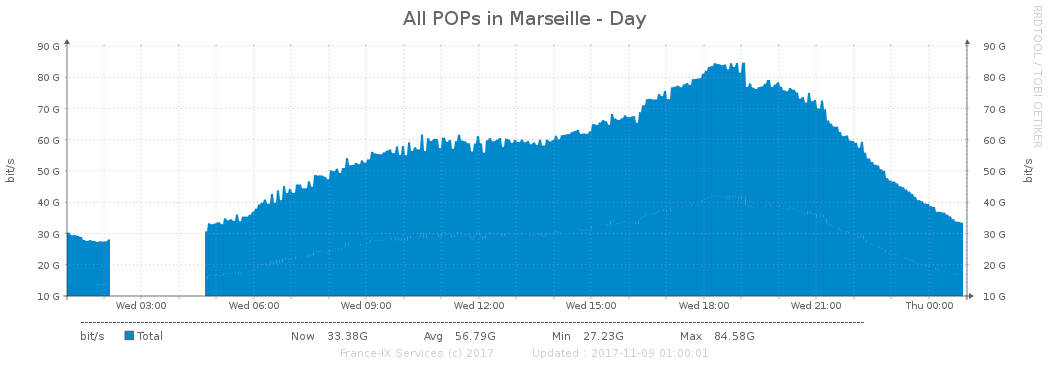 All POPs in Marseille - Day
RRDTOOL / TOBI OETIKER
90 G 90 G
80 G 80 G
70 G 70 G
60 G 60 G
50 G 50 G
40 G 40 G
30 G 30 G
20 G 20 G
10 G 10 G
bit/s
bit/s
Wed 03:00 Wed 06:00 Wed 09:00 Wed 12:00 Wed 15:00 Wed 18:00 Wed 21:00 Thu 00:00
bit/s Total Now 33.38G Avg 56.79G Min 27.23G Max 84.58G
France-IX Services (c) 2017 Updated : 2017-11-09 01:00:01